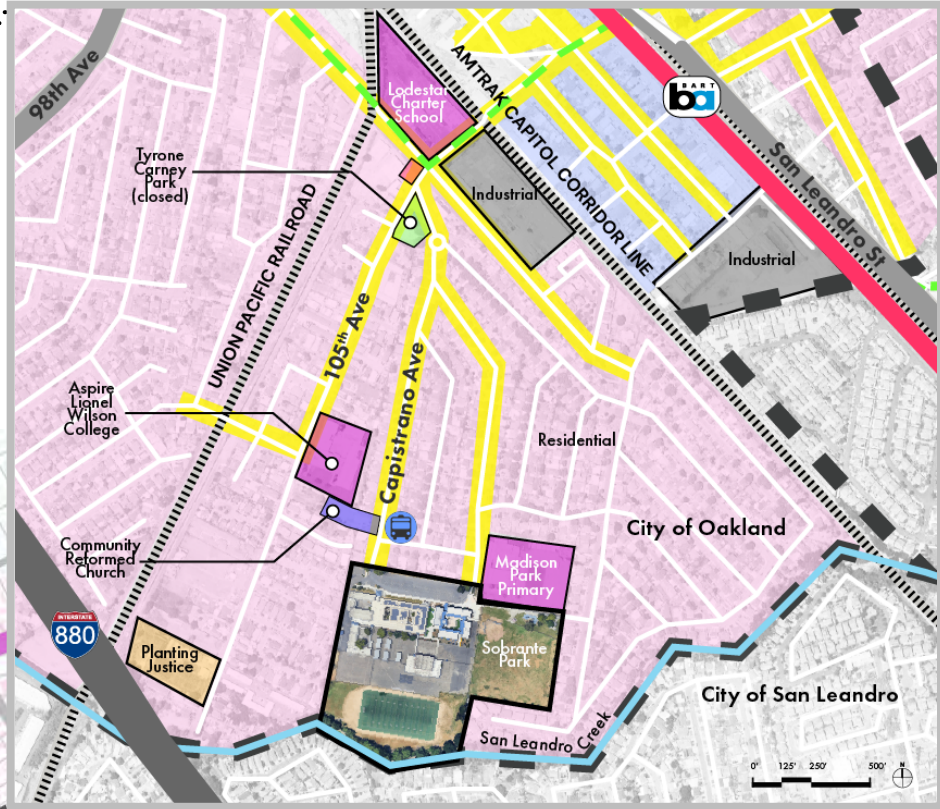 98th Ave
AMTRAK CAPITOL CORRIDOR LINE
Lodestar
Charter
School
BART
ba
San Leandro St
Tyrone
Carney
Park
(closed)
Industrial
Industrial
UNION PACIFIC RAILROAD
105th Ave
Capistrano Ave
Aspire
Lionel
Wilson
College
Residential
City of Oakland
Community
Reformed
Church
Madison
Park
Primary
INTERSTATE
880
Planting
Justice
Sobrante
Park
City of San Leandro
San Leandro Creek
0' 125' 250' 500'
N